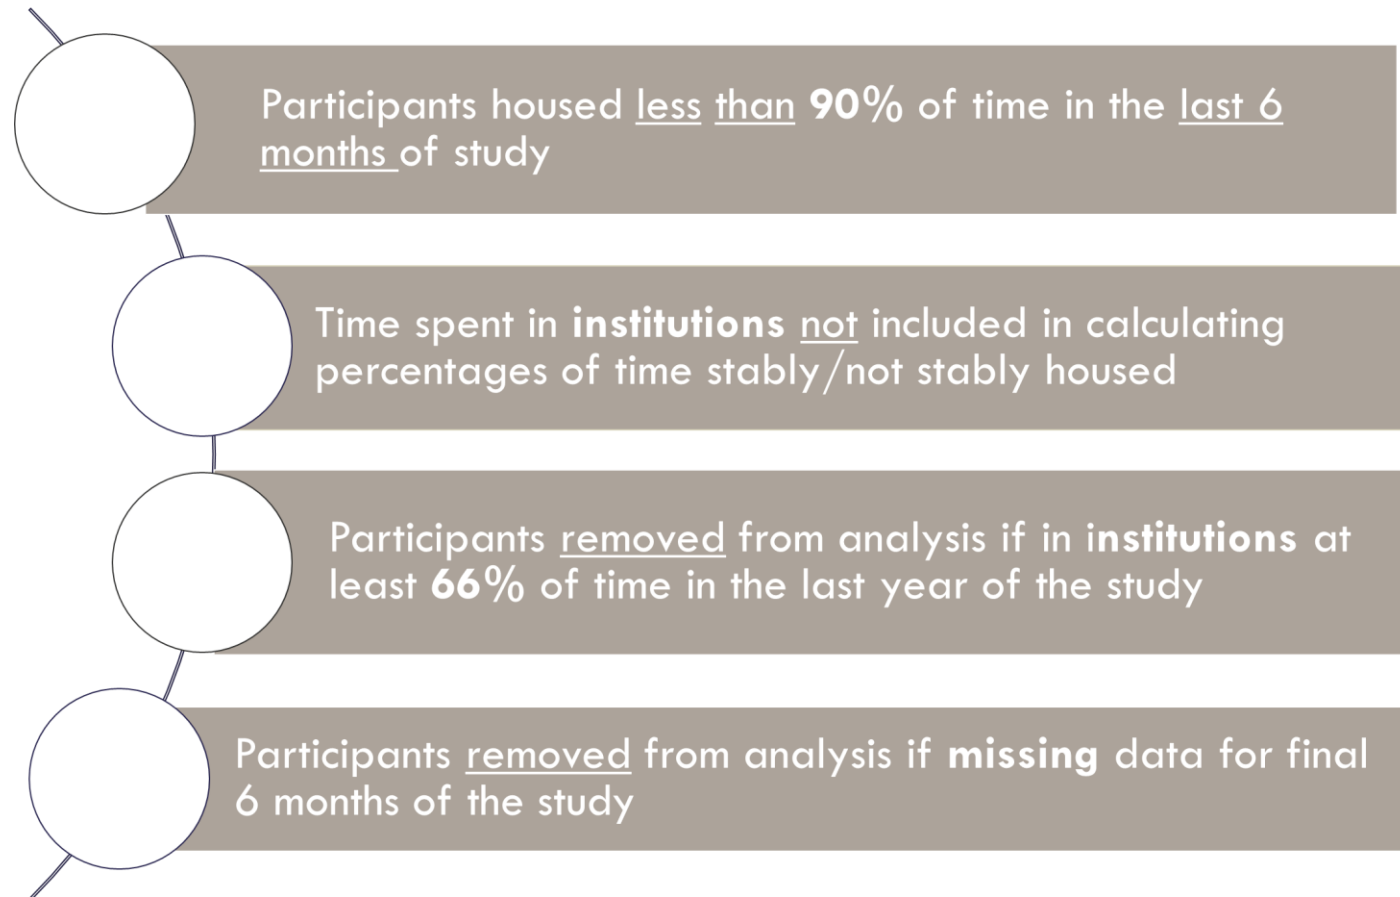 Participants housed less than 90% of time in the last 6
months of study
Time spent in institutions not included in calculating
percentages of time stably/not stably housed
Participants removed from analysis if in institutions at
least 66% of time in the last year of the study
Participants removed from analysis if missing data for final
6 months of the study